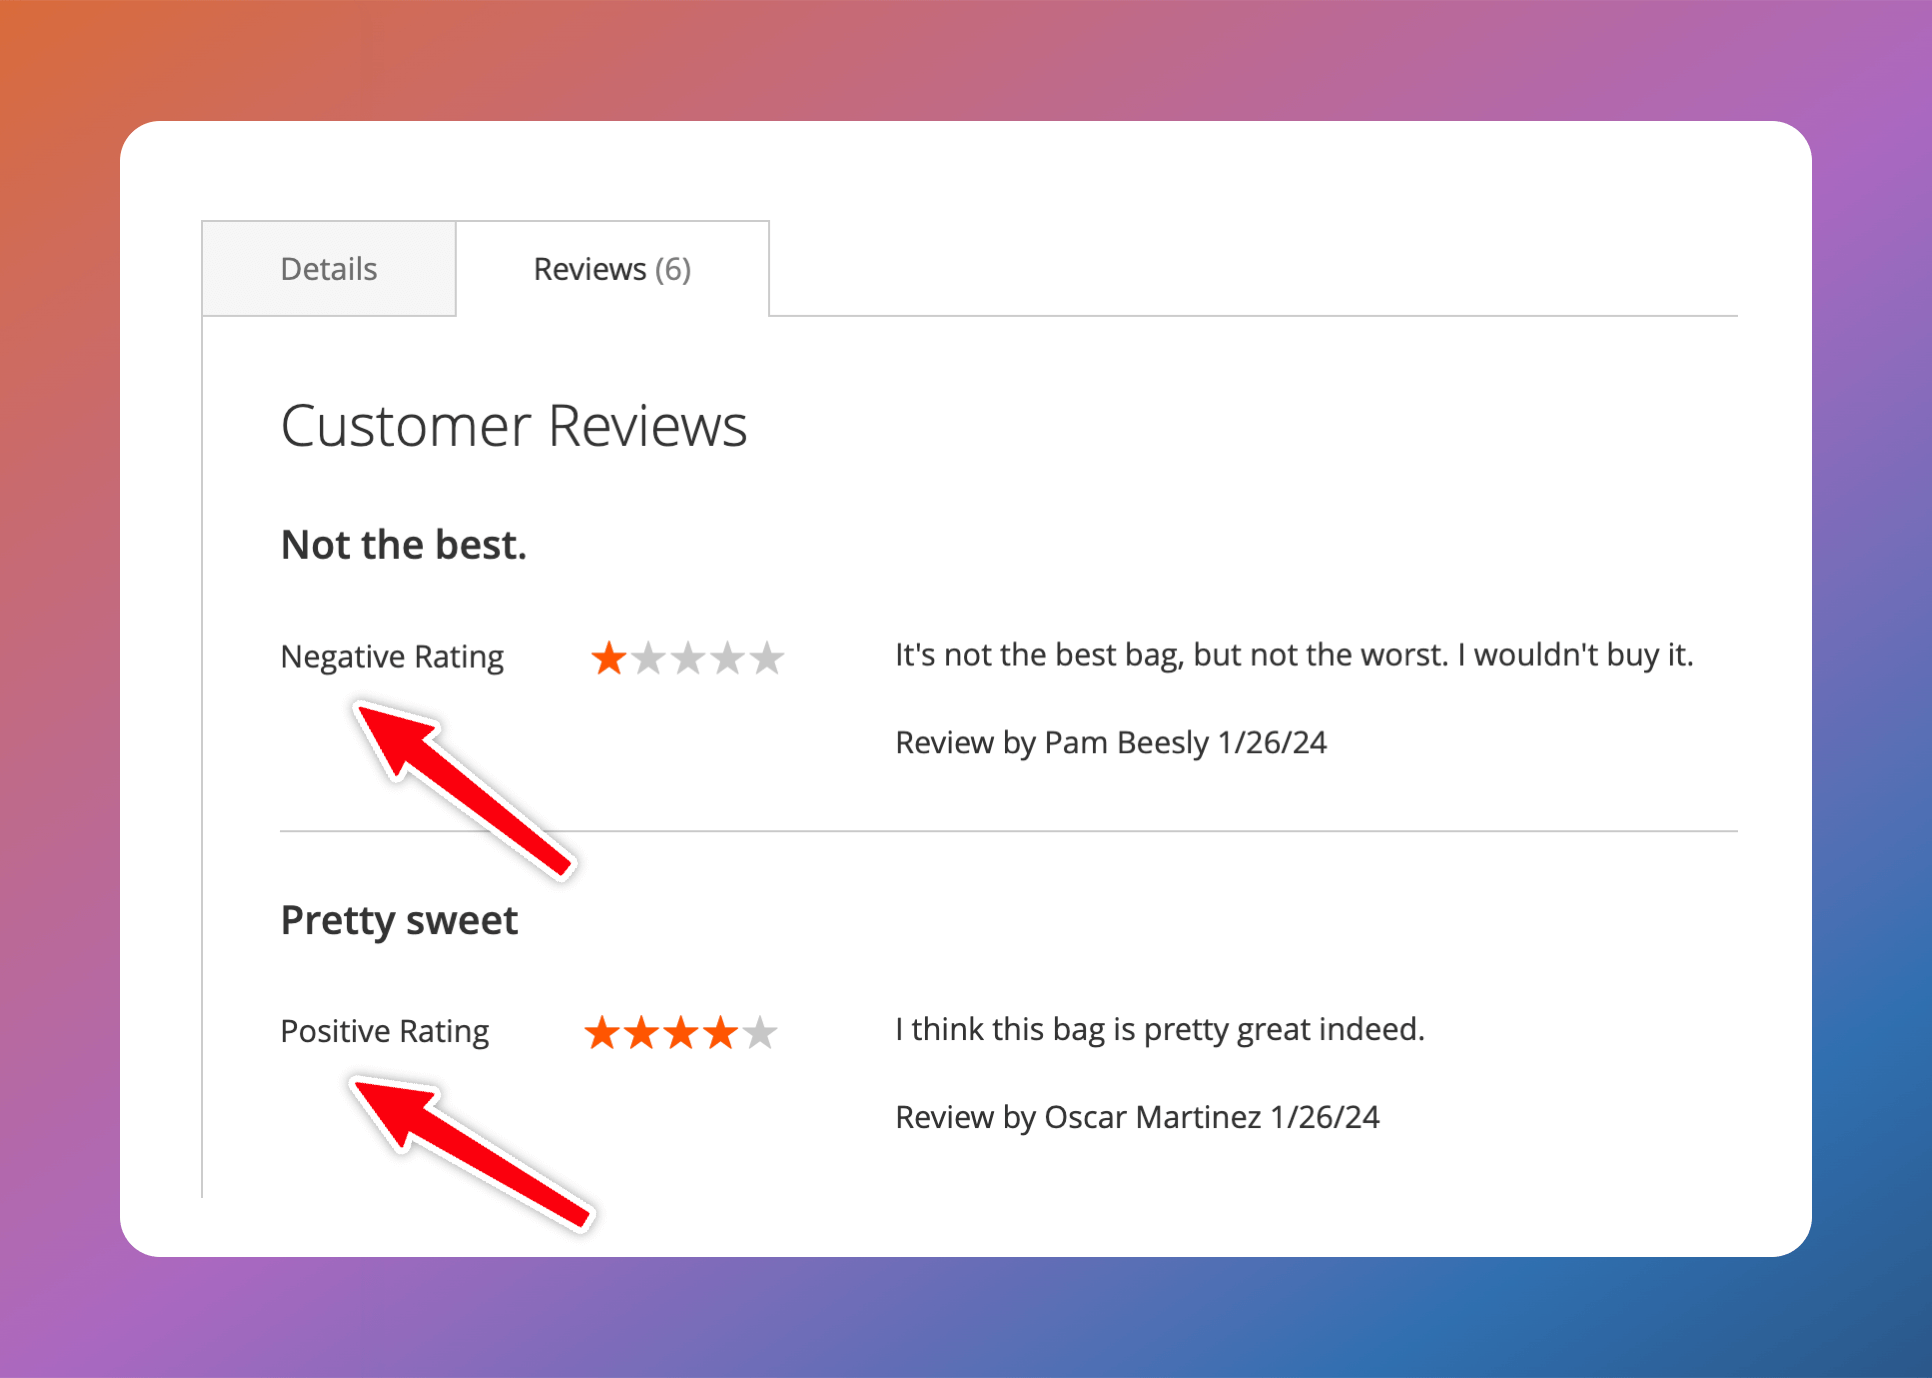 Details
Reviews (6)
Customer Reviews
Not the best.
Negative Rating
It's not the best bag, but not the worst. I wouldn't buy it.
Review by Pam Beesly 1/26/24
Pretty sweet
Positive Rating
I think this bag is pretty great indeed.
Review by Oscar Martinez 1/26/24